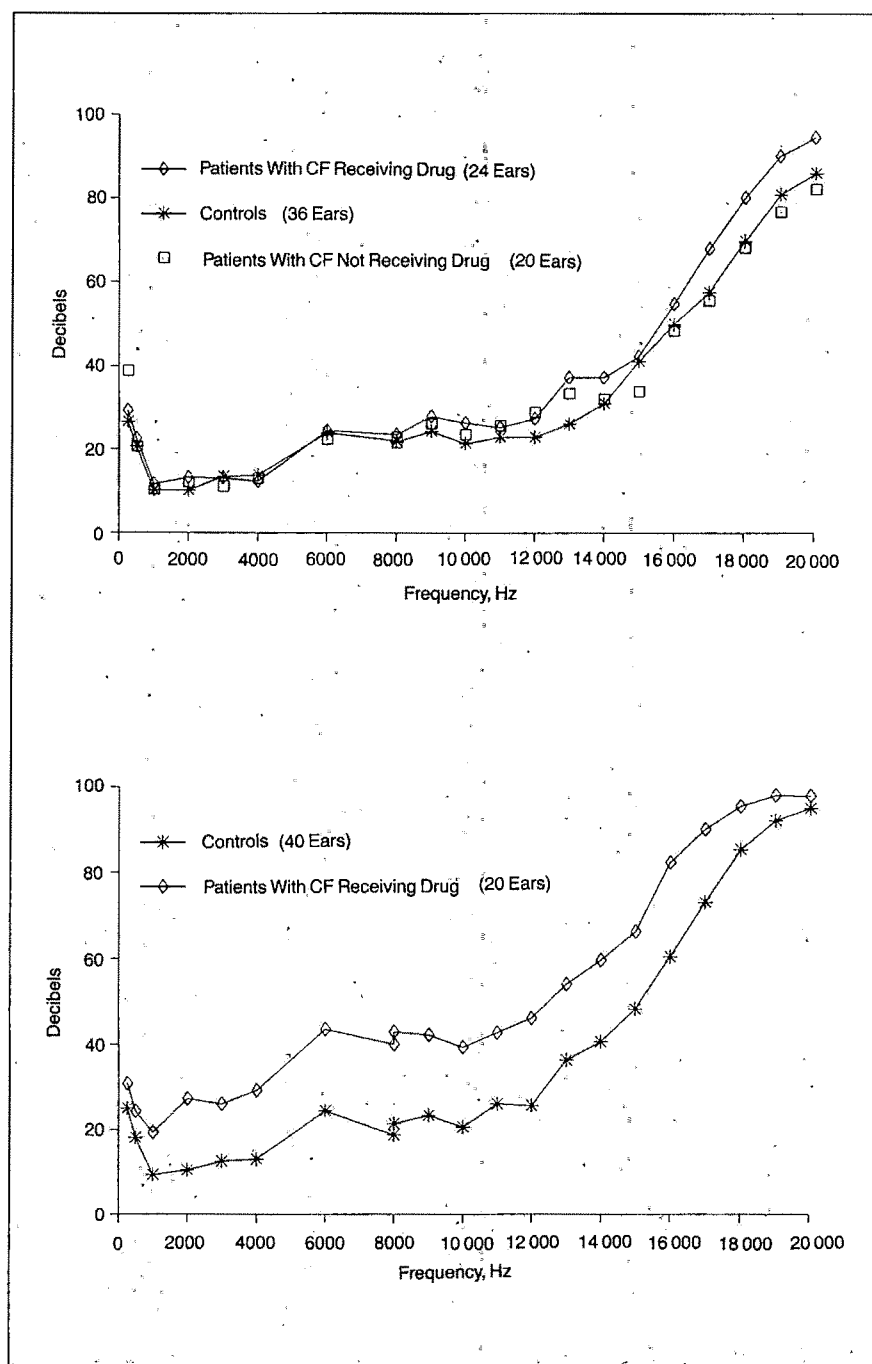 100
80
60
40
20
0
Decibels
Patients With CF Receiving Drug (24 Ears)
Controls (36 Ears)
Patients With CF Not Receiving Drug (20 Ears)
0 2000 4000 6000 8000 10 000 12 000 14 000 16 000 18 000 20 000
Frequency, Hz
100
80
60
40
20
0
Decibels
Controls (40 Ears)
Patients With CF Receiving Drug (20 Ears)
0 2000 4000 6000 8000 10 000 12 000 14 000 16 000 18 000 20 000
Frequency, Hz